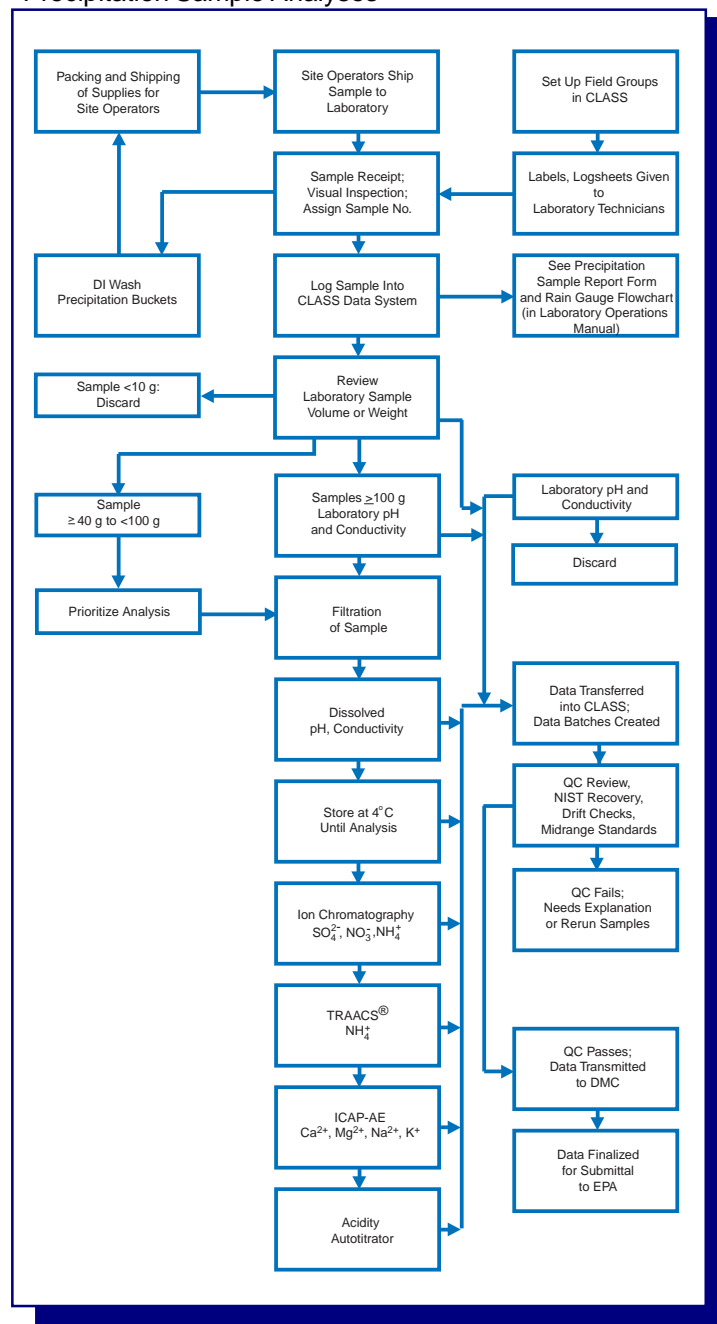 Precipitation Sample Analyses
Packing and Shipping
of Supplies for
Site Operators
Site Operators Ship
Sample to
Laboratory
Set Up Field Groups
in CLASS
Sample Receipt;
Visual Inspection;
Assign Sample No.
Labels, Logsheets Given
to
Laboratory Technicians
DI Wash
Precipitation Buckets
Log Sample Into
CLASS Data System
See Precipitation
Sample Report Form
and Rain Gauge Flowchart
(in Laboratory Operations
Manual)
Sample <10 g:
Discard
Review
Laboratory Sample
Volume or Weight
Sample
≥ 40 g to <100 g
Samples ≥100 g
Laboratory pH
and Conductivity
Laboratory pH and
Conductivity
Discard
Prioritize Analysis
Filtration
of Sample
Dissolved
pH, Conductivity
Data Transferred
into CLASS;
Data Batches Created
Store at 4°C
Until Analysis
QC Review,
NIST Recovery,
Drift Checks,
Midrange Standards
Ion Chromatography
SO₄²⁻, NO₃⁻,NH₄⁺
QC Fails;
Needs Explanation
or Rerun Samples
TRAACS®
NH₄⁺
QC Passes;
Data Transmitted
to DMC
ICAP-AE
Ca²⁺, Mg²⁺, Na²⁺, K⁺
Data Finalized
for Submittal
to EPA
Acidity
Autotitrator